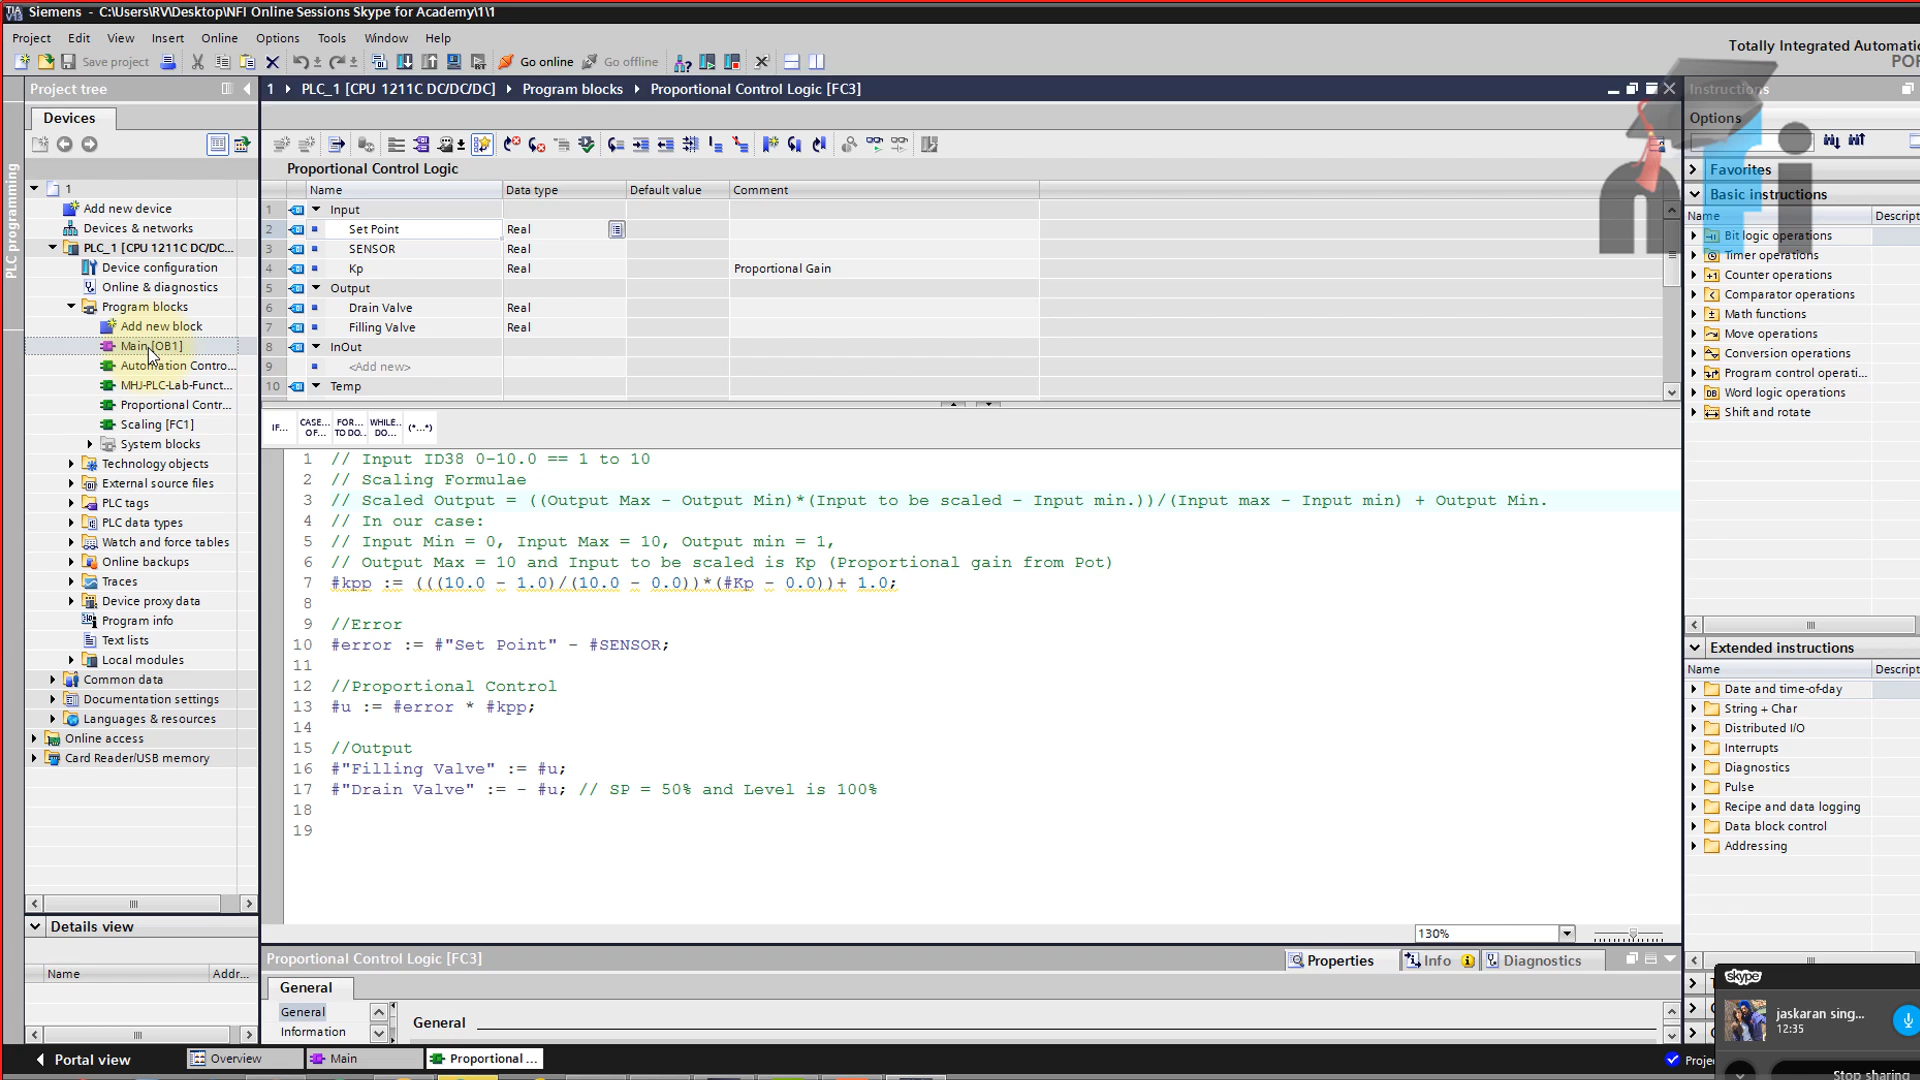 Siemens - C:\Users\RV\Desktop\NFI Online Sessions Skype for Academy\1\1
Project Edit View Insert Online Options Tools Window Help
Totally Integrated Automatic
POR
Save project Go online Go offline
Project tree
1 PLC_1 [CPU 1211C DC/DC/DC] Program blocks Proportional Control Logic [FC3]
Instructions
Devices
Options
PLC programming
1
Add new device
Devices & networks
PLC_1 [CPU 1211C DC/DC...
Device configuration
Online & diagnostics
Program blocks
Add new block
Main [OB1]
Automation Contro...
MHJ-PLC-Lab-Funct...
Proportional Contr...
Scaling [FC1]
System blocks
Technology objects
External source files
PLC tags
PLC data types
Watch and force tables
Online backups
Traces
Device proxy data
Program info
Text lists
Local modules
Common data
Documentation settings
Languages & resources
Online access
Card Reader/USB memory
Details view
Name Addr...
Proportional Control Logic
Name Data type Default value Comment
1 Input
2 Set Point Real
3 SENSOR Real
4 Kp Real Proportional Gain
5 Output
6 Drain Valve Real
7 Filling Valve Real
8 InOut
9 <Add new>
10 Temp
IF... CASE... OF... FOR... TO DO... WHILE... DO... (*...*)
1 // Input ID38 0-10.0 == 1 to 10
2 // Scaling Formulae
3 // Scaled Output = ((Output Max - Output Min)*(Input to be scaled - Input min.))/(Input max - Input min) + Output Min.
4 // In our case:
5 // Input Min = 0, Input Max = 10, Output min = 1,
6 // Output Max = 10 and Input to be scaled is Kp (Proportional gain from Pot)
7 #kpp := (((10.0 - 1.0)/(10.0 - 0.0))*(#Kp - 0.0))+ 1.0;
8
9 //Error
10 #error := #"Set Point" - #SENSOR;
11
12 //Proportional Control
13 #u := #error * #kpp;
14
15 //Output
16 #"Filling Valve" := #u;
17 #"Drain Valve" := - #u; // SP = 50% and Level is 100%
18
19
130%
Proportional Control Logic [FC3]
Properties Info Diagnostics
General
General
Information
General
Favorites
Basic instructions
Name Descript
Bit logic operations
Timer operations
Counter operations
Comparator operations
Math functions
Move operations
Conversion operations
Program control operati...
Word logic operations
Shift and rotate
Extended instructions
Name Descript
Date and time-of-day
String + Char
Distributed I/O
Interrupts
Diagnostics
Pulse
Recipe and data logging
Data block control
Addressing
nfi
skype
jaskaran sing...
12:35
Stop sharing
Portal view Overview Main Proportional ...
Projec